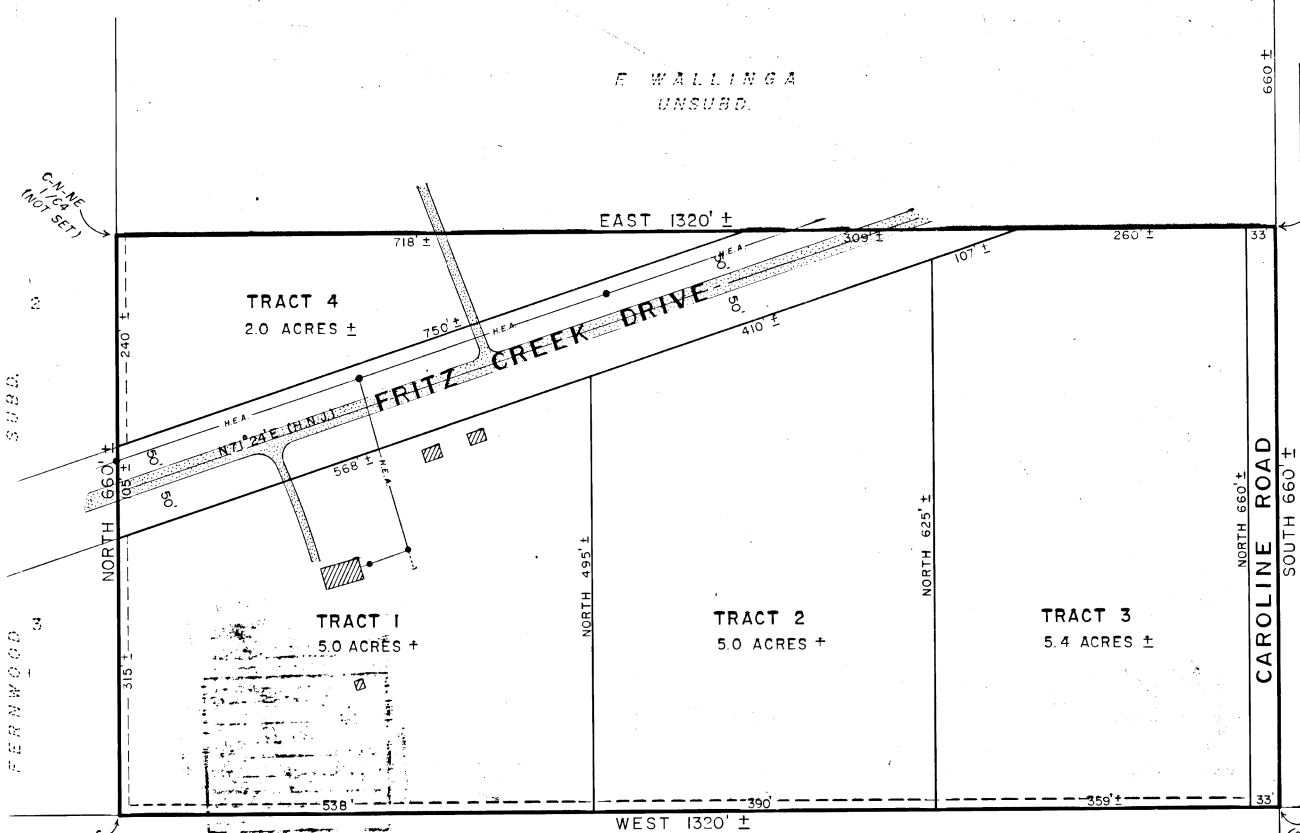 660' ±
E WALLINGA
UNSUBD.
C-N-NE
1/C4
(NOT SET)
EAST 1320' ±
718' ±
309' ±
107' ±
260' ±
33'
TRACT 4
2.0 ACRES ±
240' ±
750' ±
H.E.A.
H.E.A.
H.E.A.
50'
50'
410' ±
FRITZ CREEK DRIVE
N 71° 24' E (H.N.J.)
50'
50'
568' ±
H.E.A.
NORTH 660' ±
105' ±
315' ±
2
SUBD.
3
FERNWOOD
TRACT 1
5.0 ACRES +
NORTH 495' ±
TRACT 2
5.0 ACRES +
NORTH 625' ±
TRACT 3
5.4 ACRES ±
NORTH 660' ±
CAROLINE ROAD
SOUTH 660' ±
538'
390'
359' ±
33'
WEST 1320' ±